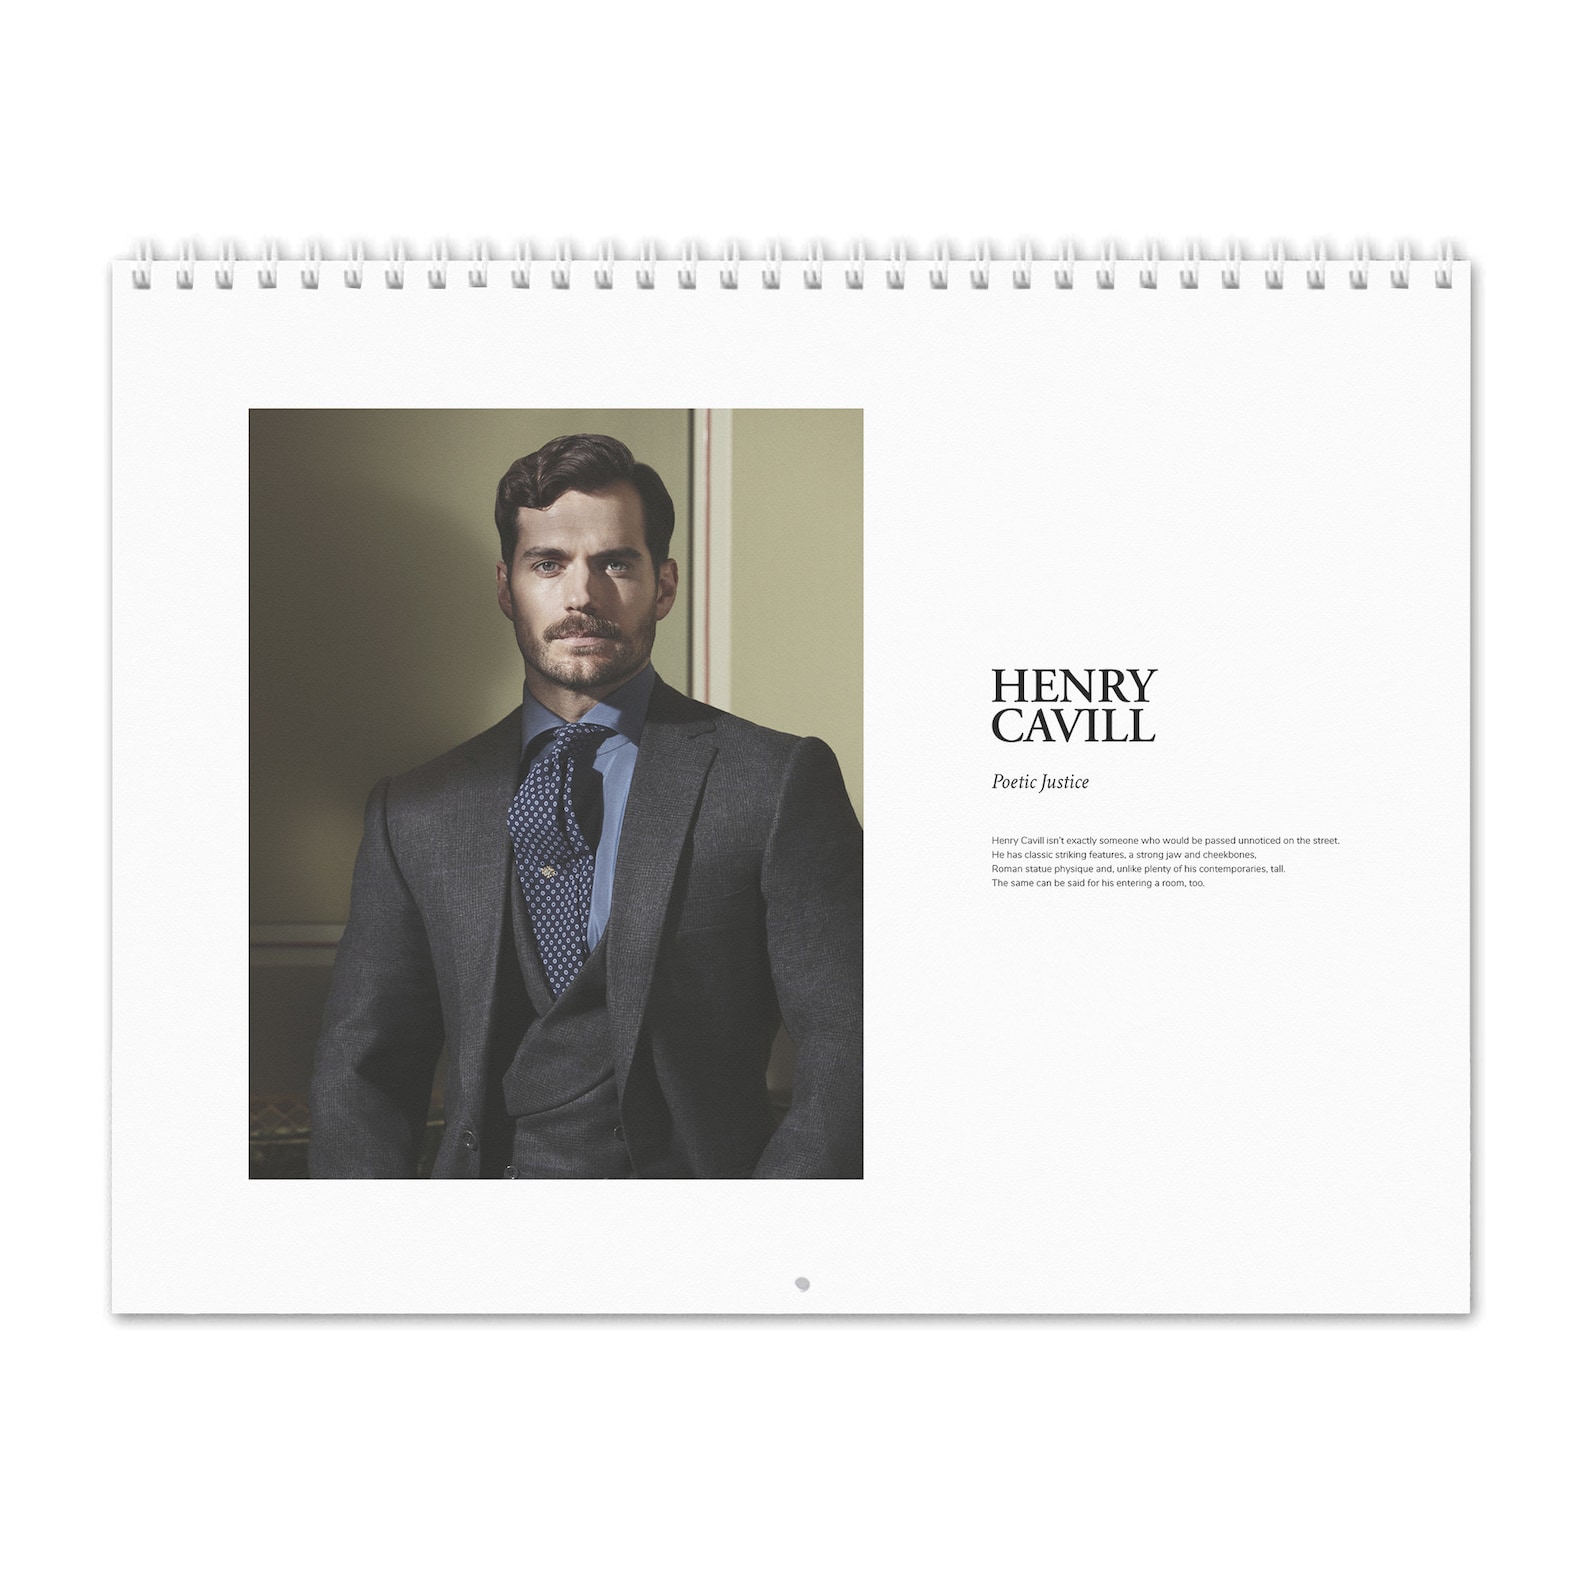 HENRY
CAVILL
Poetic Justice
Henry Cavill isn't exactly someone who would be passed unnoticed on the street.
He has classic striking features, a strong jaw and cheekbones,
Roman statue physique and, unlike plenty of his contemporaries, tall.
The same can be said for his entering a room, too.